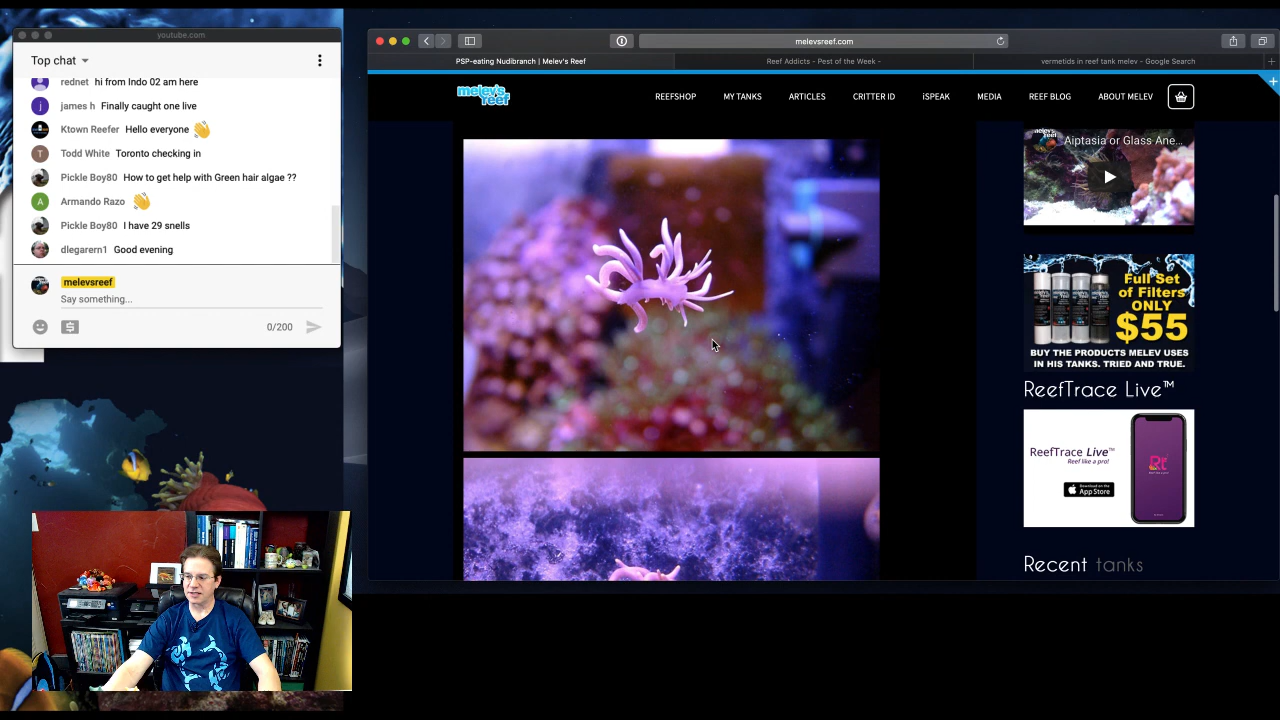 youtube.com
Top chat
rednet hi from Indo 02 am here
james h Finally caught one live
Ktown Reefer Hello everyone 👋
Todd White Toronto checking in
Pickle Boy80 How to get help with Green hair algae ??
Armando Razo 👋
Pickle Boy80 I have 29 snells
dlegarern1 Good evening
melevsreef
Say something...
0/200
melevsreef.com
PSP-eating Nudibranch | Melev's Reef
Reef Addicts - Pest of the Week -
vermetids in reef tank melev - Google Search
melev's
reef
REEFSHOP MY TANKS ARTICLES CRITTER ID iSPEAK MEDIA REEF BLOG ABOUT MELEV
Aiptasia or Glass Ane...
Full Set
of Filters
ONLY
$55
BUY THE PRODUCTS MELEV USES
IN HIS TANKS. TRIED AND TRUE.
ReefTrace Live™
ReefTrace Live™
Reef like a pro!
App Store
Rt
Recent tanks